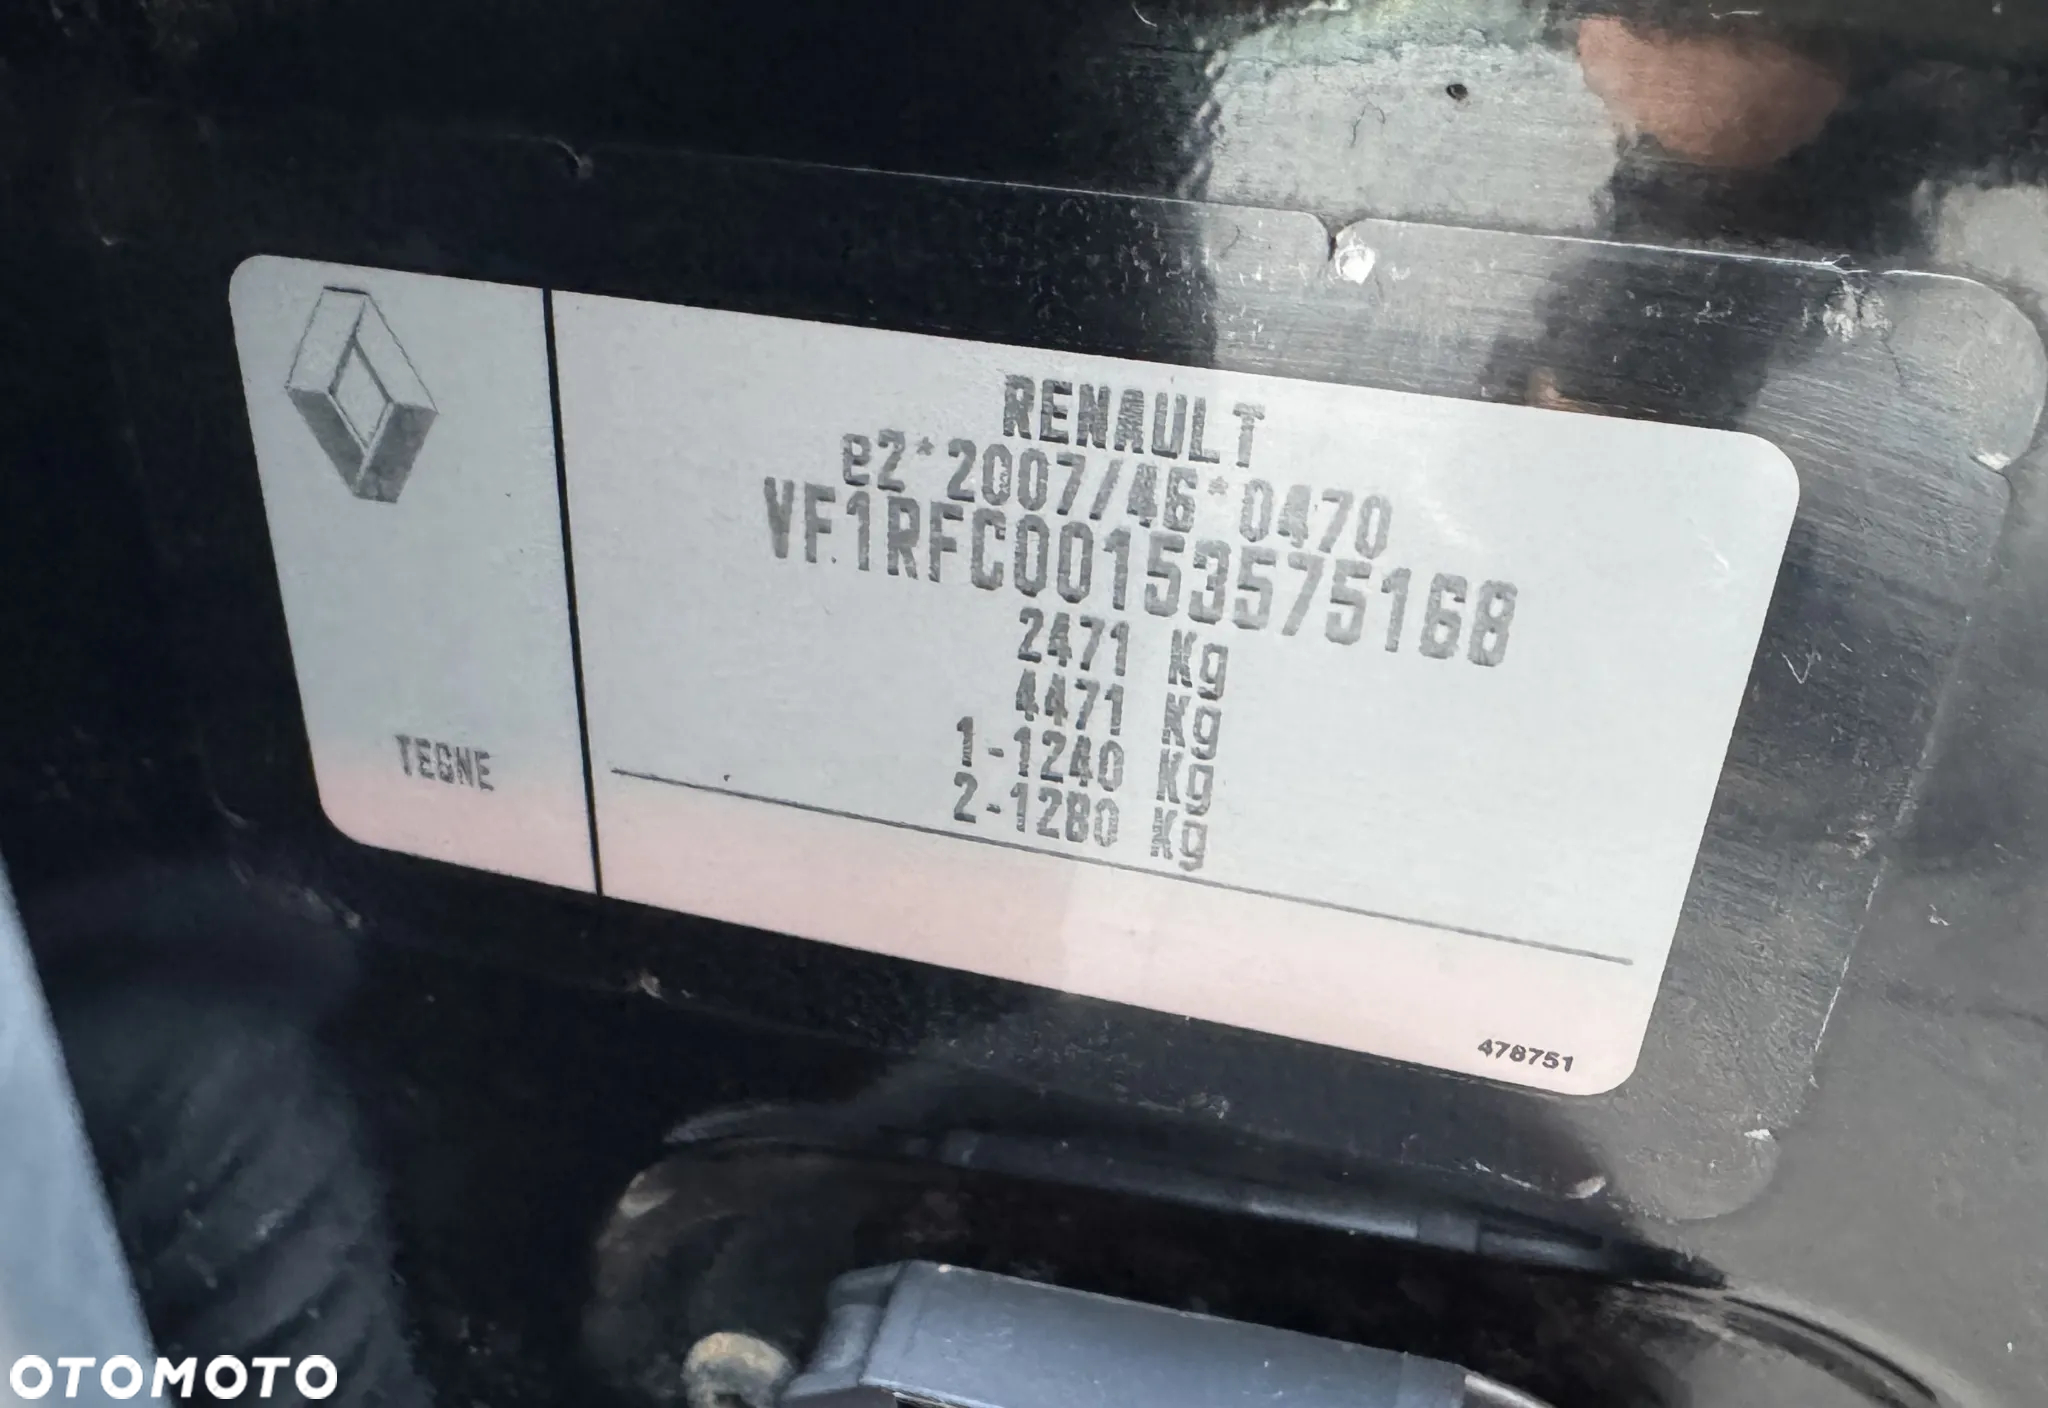 RENAULT
e2*2007/46*0470
VF1RFC00153575168
2471 Kg
4471 Kg
1-1240 Kg
2-1280 Kg
TEGNE
478751
OTOMOTO